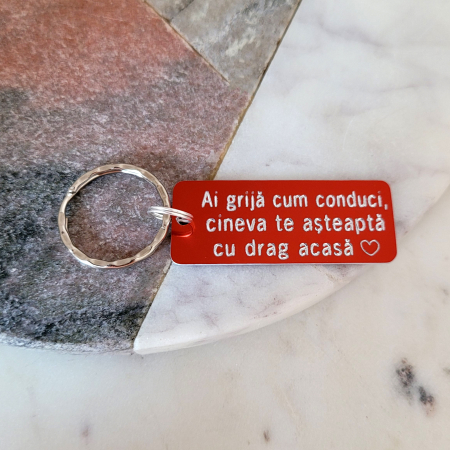 Ai grijă cum conduci,
cineva te așteaptă
cu drag acasă ♡